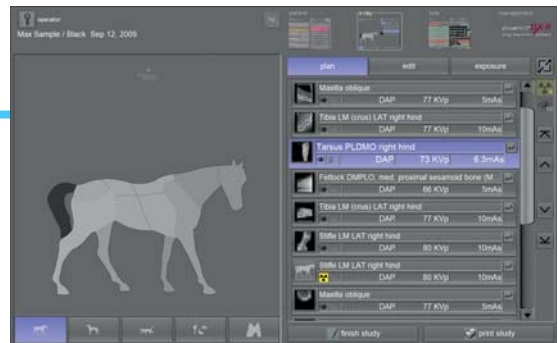 operator
Max Sample / Black Sep 12, 2009
plan
edit
exposure
Maxilla oblique
DAP 77 KVp 5mAs
Tibia LM (crus) LAT right hind
DAP 77 KVp 10mAs
Tarsus PLDMO right hind
DAP 73 KVp 6.3mAs
Fetlock DMPLO, med. proximal sesamoid bone (M
DAP 66 KVp 5mAs
Tibia LM (crus) LAT right hind
DAP 77 KVp 10mAs
Stifle LM LAT right hind
DAP 80 KVp 10mAs
Stifle LM LAT right hind
DAP 80 KVp 10mAs
Maxilla oblique
DAP 77 KVp 5mAs
finish study
print study